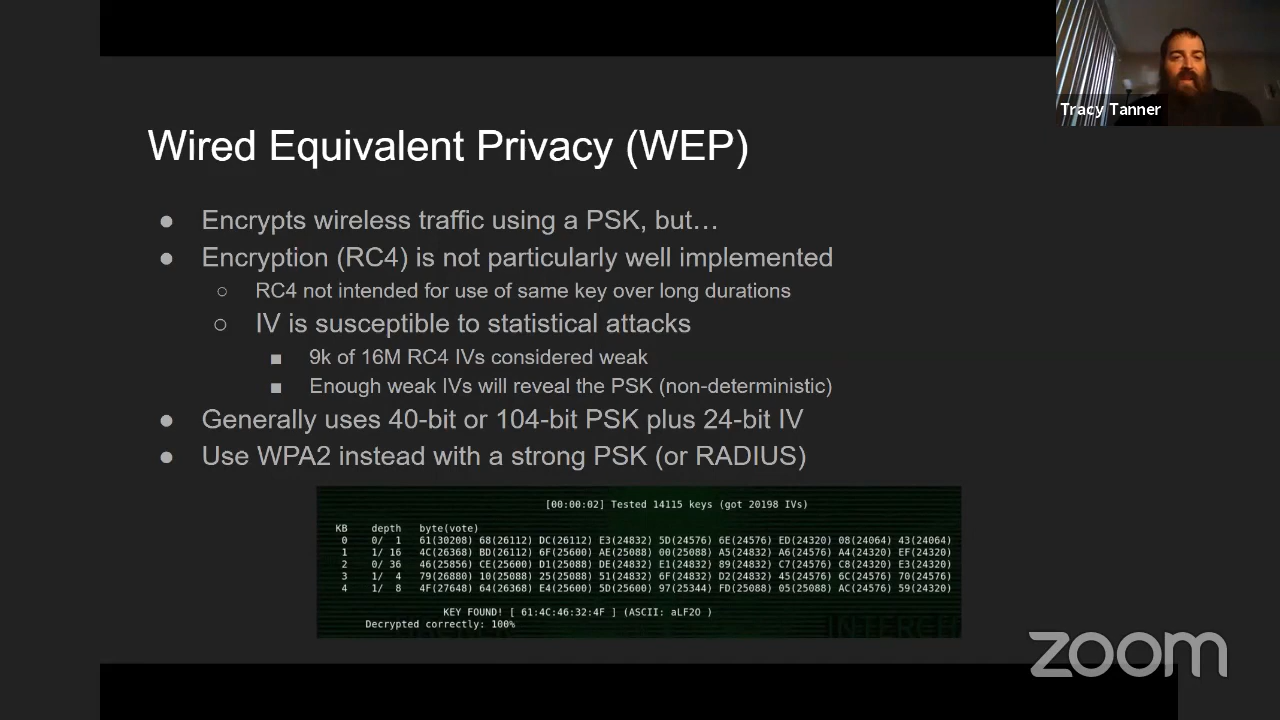 Tracy Tanner
Wired Equivalent Privacy (WEP)
● Encrypts wireless traffic using a PSK, but…
● Encryption (RC4) is not particularly well implemented
○ RC4 not intended for use of same key over long durations
○ IV is susceptible to statistical attacks
■ 9k of 16M RC4 IVs considered weak
■ Enough weak IVs will reveal the PSK (non-deterministic)
● Generally uses 40-bit or 104-bit PSK plus 24-bit IV
● Use WPA2 instead with a strong PSK (or RADIUS)
[00:00:02] Tested 14115 keys (got 20198 IVs)
KB depth byte(vote)
0 0/ 1 61(30208) 68(26112) DC(26112) E3(24832) 5D(24576) 6E(24576) ED(24320) 08(24064) 43(24064)
1 1/ 16 4C(26368) BD(26112) 6F(25600) AE(25088) 00(25088) A5(24832) A6(24576) A4(24320) EF(24320)
2 0/ 36 46(25856) CE(25600) D1(25088) DE(24832) E1(24832) 89(24832) C7(24576) C8(24320) E3(24320)
3 1/ 4 79(26880) 10(25088) 25(25088) 51(24832) 6F(24832) D2(24832) 45(24576) 6C(24576) 70(24576)
4 1/ 8 4F(27648) 64(26368) E4(25600) 5D(25600) 97(25344) FD(25088) 05(25088) AC(24576) 59(24320)
KEY FOUND! [ 61:4C:46:32:4F ] (ASCII: aLF2O )
Decrypted correctly: 100%
zoom